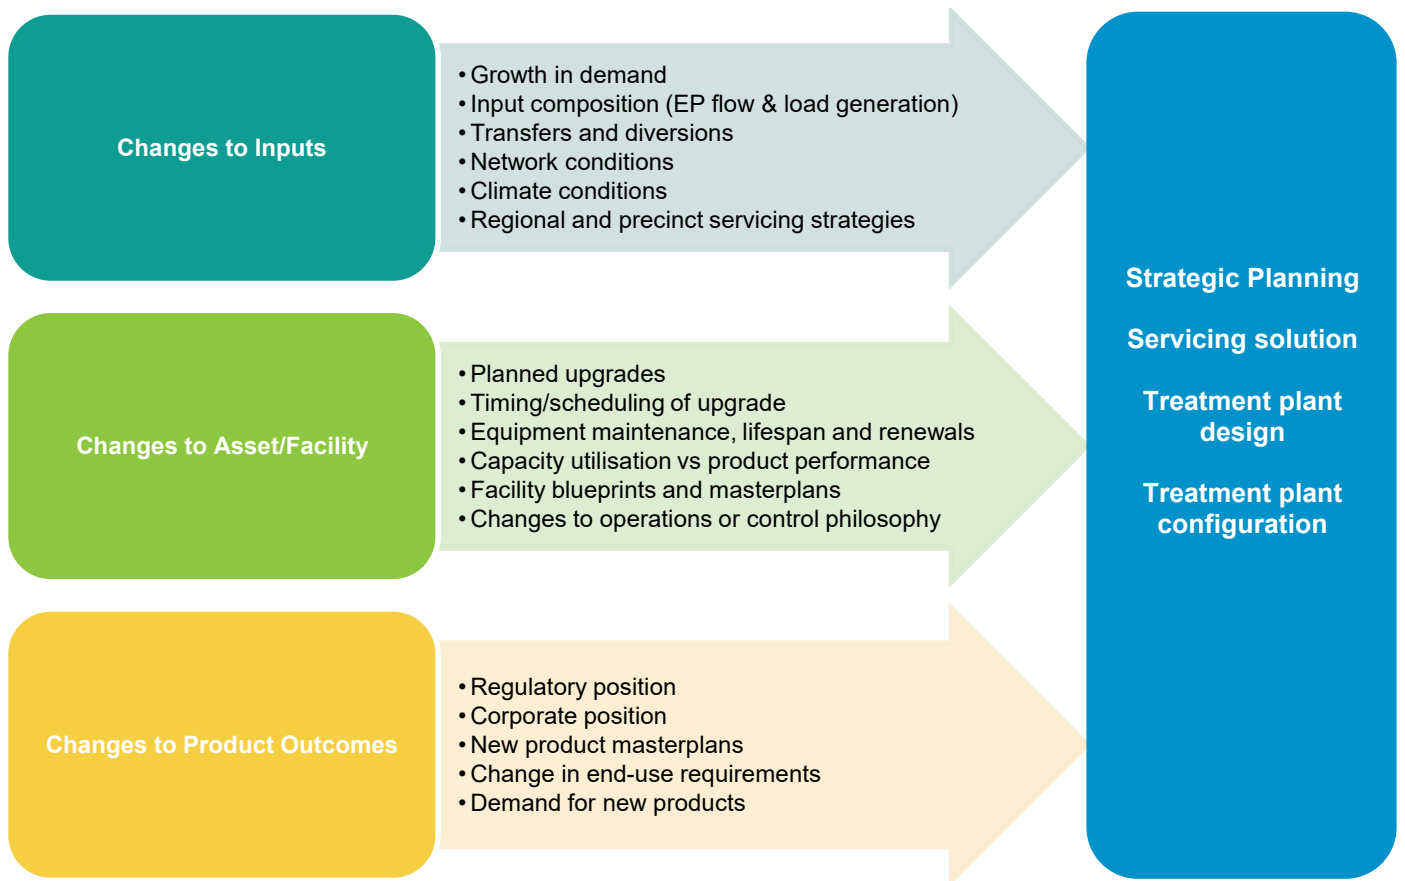 Changes to Inputs
• Growth in demand
• Input composition (EP flow & load generation)
• Transfers and diversions
• Network conditions
• Climate conditions
• Regional and precinct servicing strategies
Changes to Asset/Facility
• Planned upgrades
• Timing/scheduling of upgrade
• Equipment maintenance, lifespan and renewals
• Capacity utilisation vs product performance
• Facility blueprints and masterplans
• Changes to operations or control philosophy
Changes to Product Outcomes
• Regulatory position
• Corporate position
• New product masterplans
• Change in end-use requirements
• Demand for new products
Strategic Planning
Servicing solution
Treatment plant
design
Treatment plant
configuration